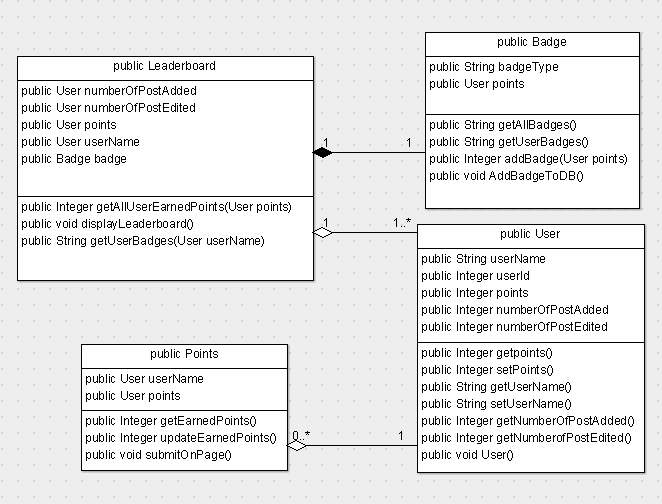 public Leaderboard
public User numberOfPostAdded
public User numberOfPostEdited
public User points
public User userName
public Badge badge
public Integer getAllUserEarnedPoints(User points)
public void displayLeaderboard()
public String getUserBadges(User userName)
1
1
public Badge
public String badgeType
public User points
public String getAllBadges()
public String getUserBadges()
public Integer addBadge(User points)
public void AddBadgeToDB()
1
1..*
public User
public String userName
public Integer userId
public Integer points
public Integer numberOfPostAdded
public Integer numberOfPostEdited
public Integer getpoints()
public Integer setPoints()
public String getUserName()
public String setUserName()
public Integer getNumberOfPostAdded()
public Integer getNumberofPostEdited()
public void User()
public Points
public User userName
public User points
public Integer getEarnedPoints()
public Integer updateEarnedPoints()
public void submitOnPage()
0..*
1